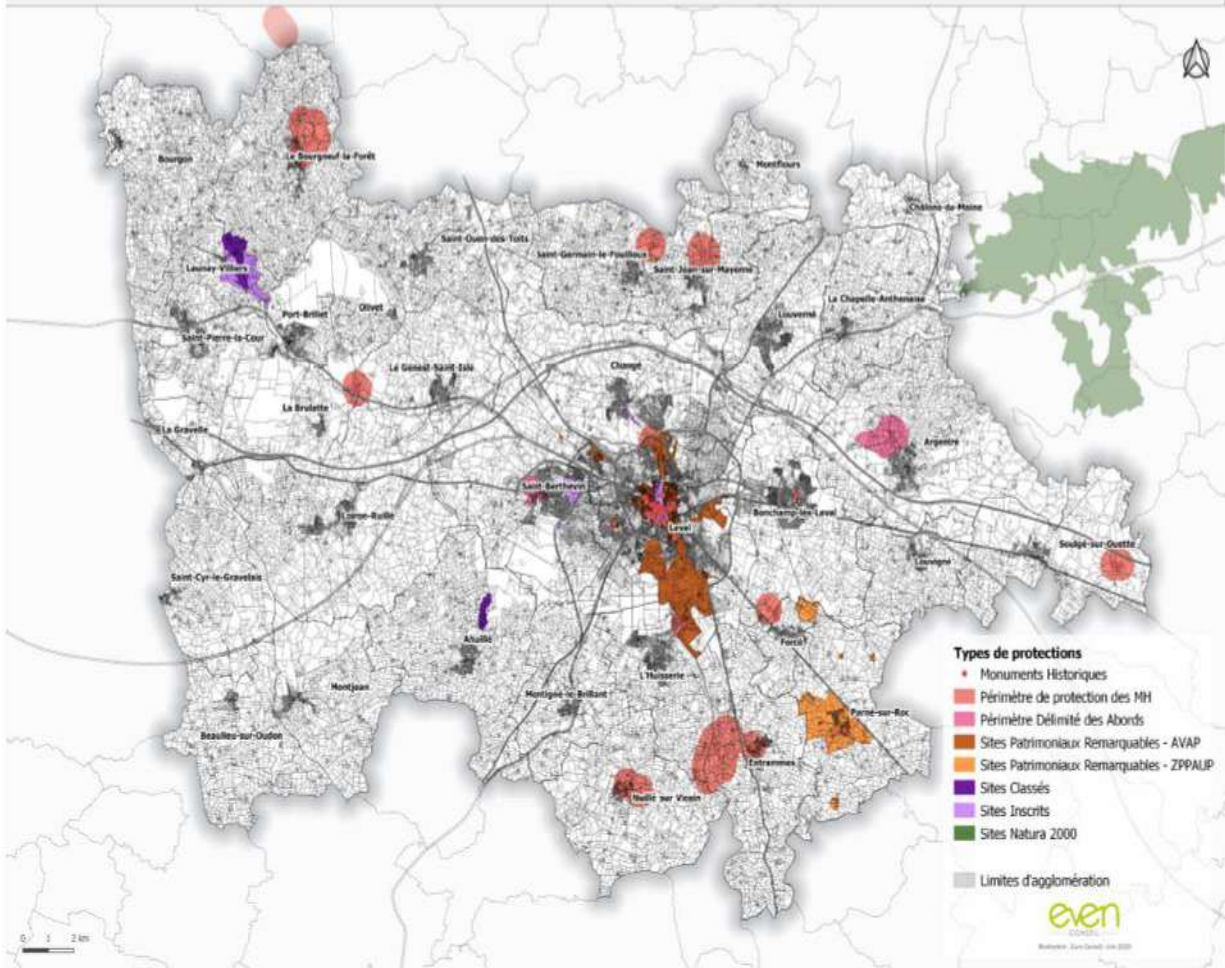 Bourgon
Le Bourgneuf-la-Forêt
Montflours
Châlons-du-Maine
Saint-Ouen-des-Toits
Saint-Germain-le-Fouilloux
Saint-Jean-sur-Mayenne
Launay-Villiers
La Chapelle-Anthenaise
Olivet
Port-Brillet
Louverné
Saint-Pierre-la-Cour
Changé
Le Genest-Saint-Isle
La Brulatte
La Gravelle
Argentré
Saint-Berthevin
Bonchamp-lès-Laval
Loiron-Ruillé
Laval
Soulgé-sur-Ouette
Louvigné
Saint-Cyr-le-Gravelais
Ahuillé
Forcé
L'Huisserie
Montjean
Montigné-le-Brillant
Parné-sur-Roc
Beaulieu-sur-Oudon
Entrammes
Nuillé sur Vicoin
Types de protections
Monuments Historiques
Périmètre de protection des MH
Périmètre Délimité des Abords
Sites Patrimoniaux Remarquables - AVAP
Sites Patrimoniaux Remarquables - ZPPAUP
Sites Classés
Sites Inscrits
Sites Natura 2000
Limites d'agglomération
even
CONSEIL
0 1 2 km